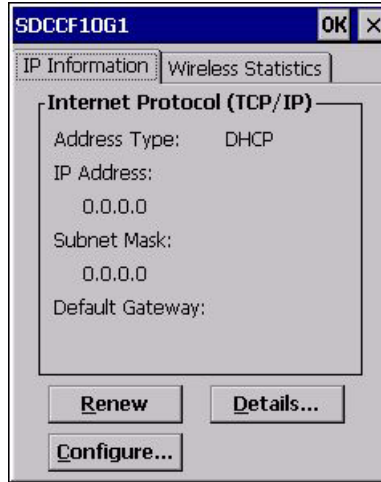 SDCCF10G1 OK ×
IP Information Wireless Statistics
Internet Protocol (TCP/IP)
Address Type: DHCP
IP Address:
0.0.0.0
Subnet Mask:
0.0.0.0
Default Gateway:
Renew Details...
Configure...